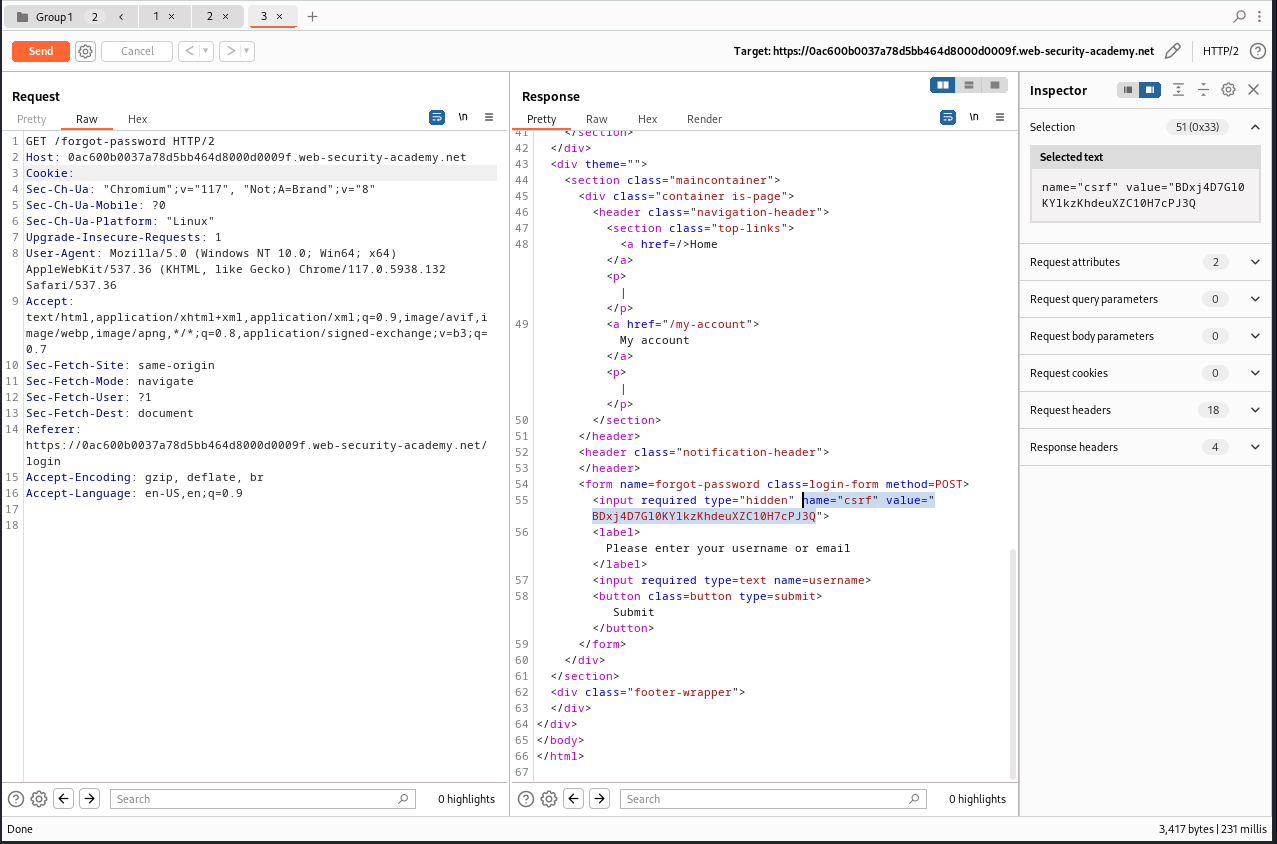 Group1 2 1 × 2 × 3 × +
Send Cancel < > Target: https://0ac600b0037a78d5bb464d8000d0009f.web-security-academy.net HTTP/2
Request
Pretty Raw Hex \n
1 GET /forgot-password HTTP/2
2 Host: 0ac600b0037a78d5bb464d8000d0009f.web-security-academy.net
3 Cookie:
4 Sec-Ch-Ua: "Chromium";v="117", "Not;A=Brand";v="8"
5 Sec-Ch-Ua-Mobile: ?0
6 Sec-Ch-Ua-Platform: "Linux"
7 Upgrade-Insecure-Requests: 1
8 User-Agent: Mozilla/5.0 (Windows NT 10.0; Win64; x64)
AppleWebKit/537.36 (KHTML, like Gecko) Chrome/117.0.5938.132
Safari/537.36
9 Accept:
text/html,application/xhtml+xml,application/xml;q=0.9,image/avif,i
mage/webp,image/apng,*/*;q=0.8,application/signed-exchange;v=b3;q=
0.7
10 Sec-Fetch-Site: same-origin
11 Sec-Fetch-Mode: navigate
12 Sec-Fetch-User: ?1
13 Sec-Fetch-Dest: document
14 Referer:
https://0ac600b0037a78d5bb464d8000d0009f.web-security-academy.net/
login
15 Accept-Encoding: gzip, deflate, br
16 Accept-Language: en-US,en;q=0.9
17
18
Search 0 highlights
Response
Pretty Raw Hex Render \n
41 </section>
42 </div>
43 <div theme="">
44 <section class="maincontainer">
45 <div class="container is-page">
46 <header class="navigation-header">
47 <section class="top-links">
48 <a href=/>Home
</a>
<p>
|
</p>
49 <a href="/my-account">
My account
</a>
<p>
|
</p>
50 </section>
51 </header>
52 <header class="notification-header">
53 </header>
54 <form name=forgot-password class=login-form method=POST>
55 <input required type="hidden" name="csrf" value="
BDxj4D7Gl0KYlkzKhdeuXZC10H7cPJ3Q">
56 <label>
Please enter your username or email
</label>
57 <input required type=text name=username>
58 <button class=button type=submit>
Submit
</button>
59 </form>
60 </div>
61 </section>
62 <div class="footer-wrapper">
63 </div>
64 </div>
65 </body>
66 </html>
67
Search 0 highlights
Inspector
Selection 51 (0x33)
Selected text
name="csrf" value="BDxj4D7Gl0
KYlkzKhdeuXZC10H7cPJ3Q
Request attributes 2
Request query parameters 0
Request body parameters 0
Request cookies 0
Request headers 18
Response headers 4
Done 3,417 bytes | 231 millis